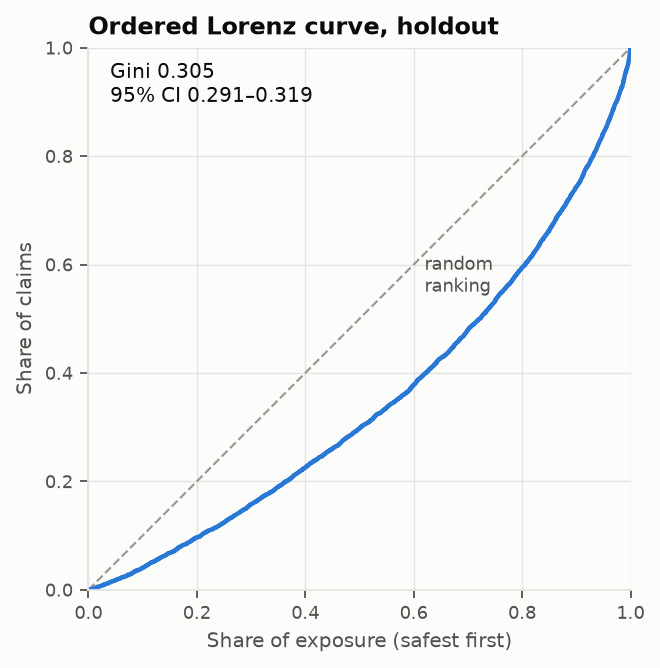 Ordered Lorenz curve, holdout
Gini 0.305
95% CI 0.291–0.319
random
ranking
Share of claims
1.0
0.8
0.6
0.4
0.2
0.0
0.0 0.2 0.4 0.6 0.8 1.0
Share of exposure (safest first)